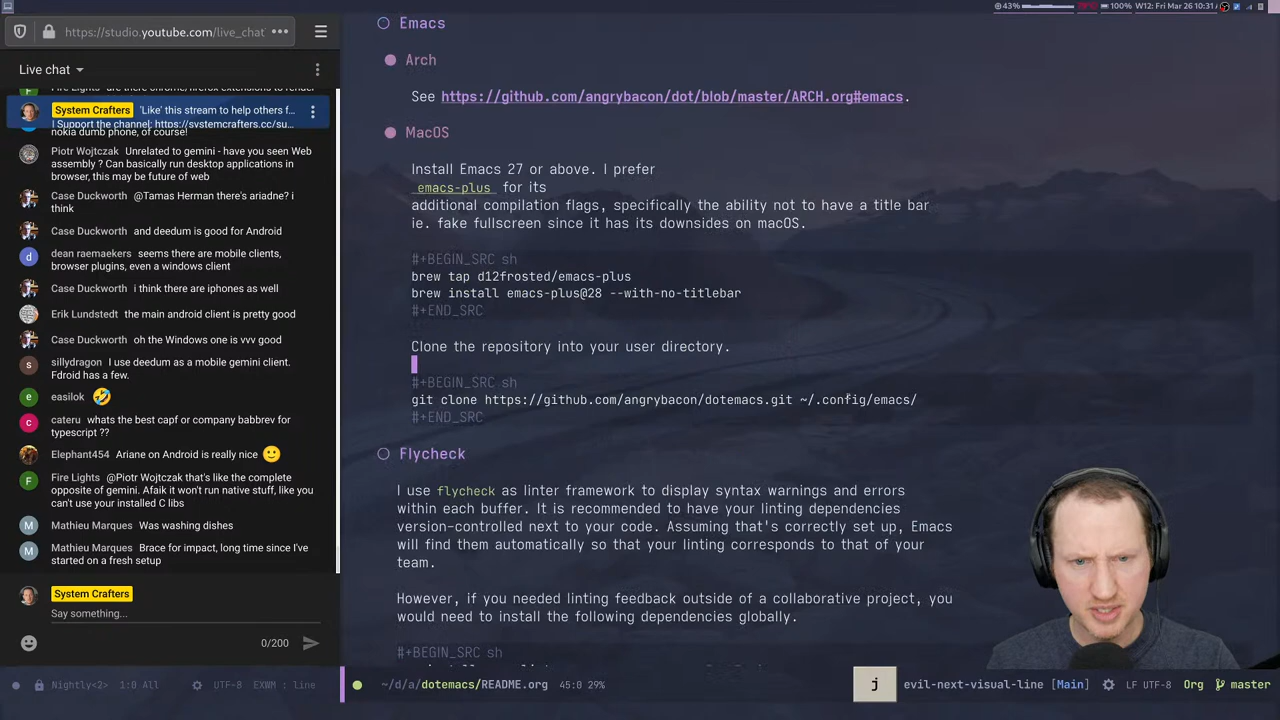 43%
100%
W12: Fri Mar 26 10:31
https://studio.youtube.com/live_chat
Live chat
System Crafters 'Like' this stream to help others f…
| Support the channel: https://systemcrafters.cc/su…
nokia dumb phone, of course!
Piotr Wojtczak Unrelated to gemini - have you seen Web
assembly ? Can basically run desktop applications in
browser, this may be future of web
Case Duckworth @Tamas Herman there's ariadne? i
think
Case Duckworth and deedum is good for Android
dean raemaekers seems there are mobile clients,
browser plugins, even a windows client
Case Duckworth i think there are iphones as well
Erik Lundstedt the main android client is pretty good
Case Duckworth oh the Windows one is vvv good
sillydragon I use deedum as a mobile gemini client.
Fdroid has a few.
easilok
cateru whats the best capf or company babbrev for
typescript ??
Elephant454 Ariane on Android is really nice
Fire Lights @Piotr Wojtczak that's like the complete
opposite of gemini. Afaik it won't run native stuff, like you
can't use your installed C libs
Mathieu Marques Was washing dishes
Mathieu Marques Brace for impact, long time since I've
started on a fresh setup
System Crafters
Say something...
0/200
Nightly<2> 1:0 All
UTF-8 EXWM : line
Emacs
Arch
See https://github.com/angrybacon/dot/blob/master/ARCH.org#emacs.
MacOS
Install Emacs 27 or above. I prefer
emacs-plus for its
additional compilation flags, specifically the ability not to have a title bar
ie. fake fullscreen since it has its downsides on macOS.
#+BEGIN_SRC sh
brew tap d12frosted/emacs-plus
brew install emacs-plus@28 --with-no-titlebar
#+END_SRC
Clone the repository into your user directory.
#+BEGIN_SRC sh
git clone https://github.com/angrybacon/dotemacs.git ~/.config/emacs/
#+END_SRC
Flycheck
I use flycheck as linter framework to display syntax warnings and errors
within each buffer. It is recommended to have your linting dependencies
version-controlled next to your code. Assuming that's correctly set up, Emacs
will find them automatically so that your linting corresponds to that of your
team.
However, if you needed linting feedback outside of a collaborative project, you
would need to install the following dependencies globally.
#+BEGIN_SRC sh
~/d/a/dotemacs/README.org 45:0 29%
j
evil-next-visual-line [Main]
LF UTF-8 Org master